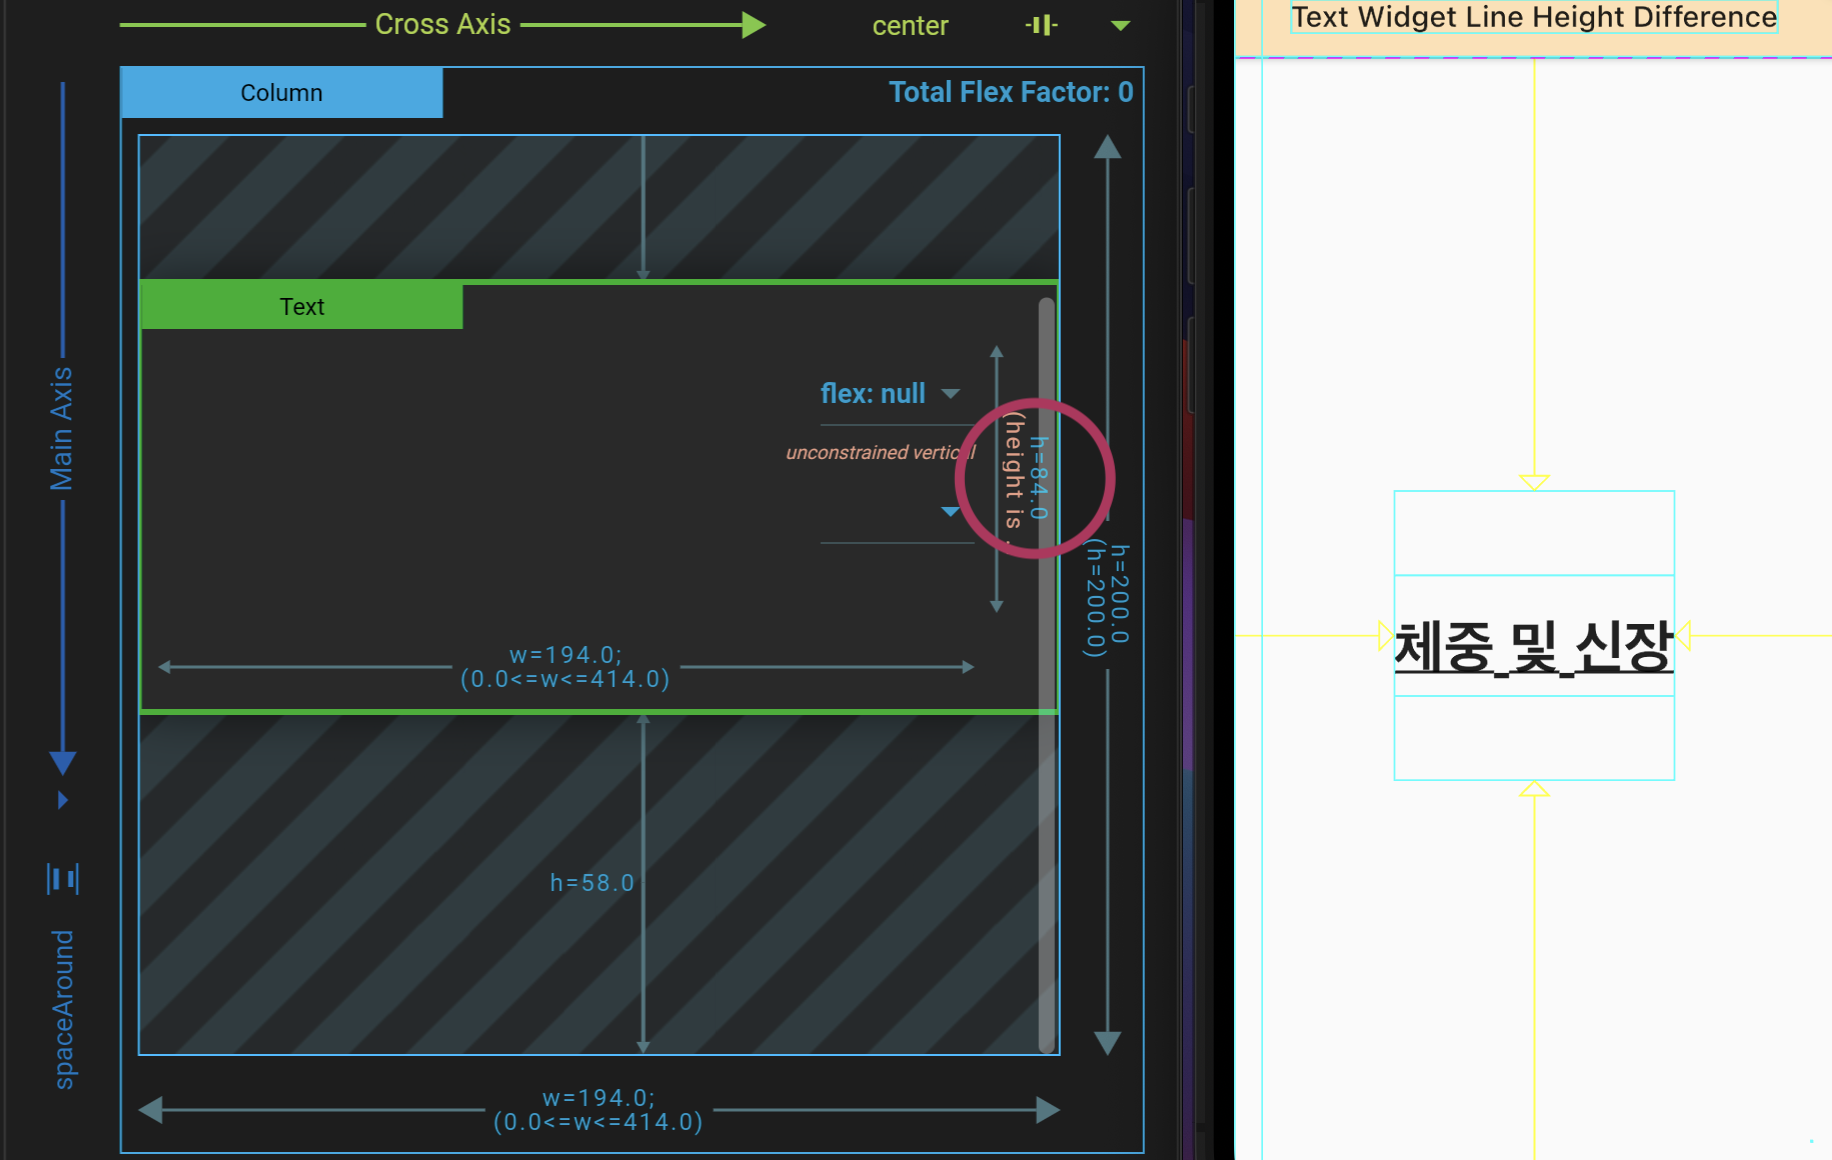 Cross Axis
center
Column
Total Flex Factor: 0
Text
flex: null
unconstrained vertical
h=84.0
(height is
Main Axis
w=194.0;
(0.0<=w<=414.0)
h=200.0
(h=200.0)
h=58.0
spaceAround
w=194.0;
(0.0<=w<=414.0)
Text Widget Line Height Difference
체중 및 신장